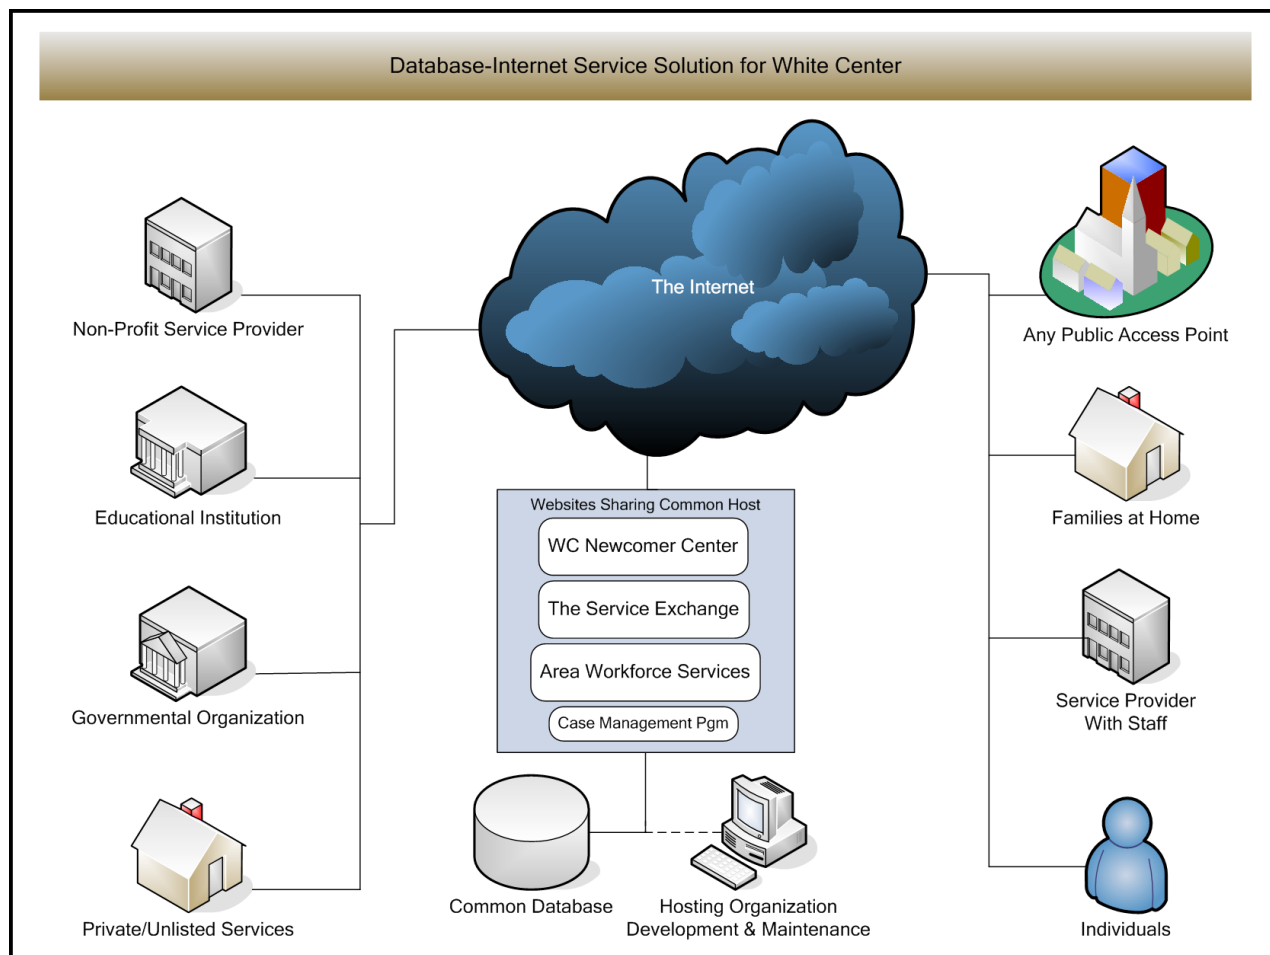 Database-Internet Service Solution for White Center
The Internet
Non-Profit Service Provider
Educational Institution
Governmental Organization
Private/Unlisted Services
Websites Sharing Common Host
WC Newcomer Center
The Service Exchange
Area Workforce Services
Case Management Pgm
Common Database
Hosting Organization
Development & Maintenance
Any Public Access Point
Families at Home
Service Provider
With Staff
Individuals